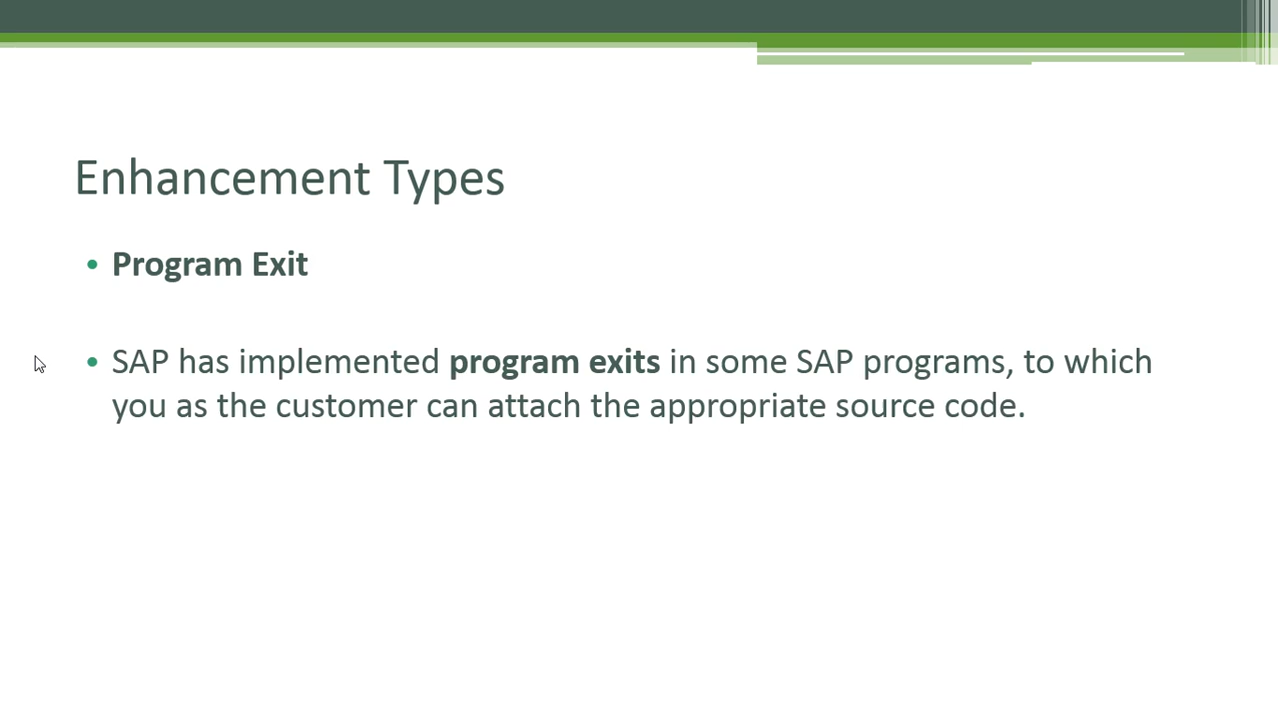 Enhancement Types
• Program Exit
• SAP has implemented program exits in some SAP programs, to which
you as the customer can attach the appropriate source code.